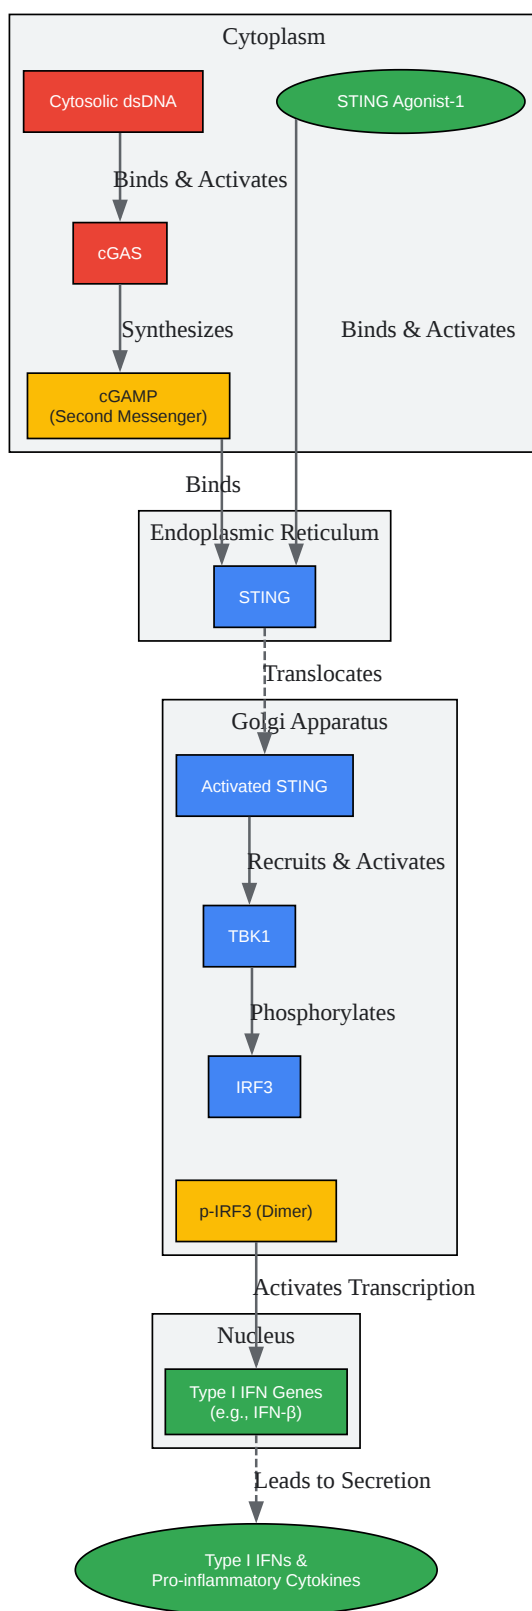 Cytoplasm
Cytosolic dsDNA
STING Agonist-1
Binds & Activates
cGAS
Synthesizes
Binds & Activates
cGAMP
(Second Messenger)
Binds
Endoplasmic Reticulum
STING
Translocates
Golgi Apparatus
Activated STING
Recruits & Activates
TBK1
Phosphorylates
IRF3
p-IRF3 (Dimer)
Activates Transcription
Nucleus
Type I IFN Genes
(e.g., IFN-β)
Leads to Secretion
Type I IFNs &
Pro-inflammatory Cytokines